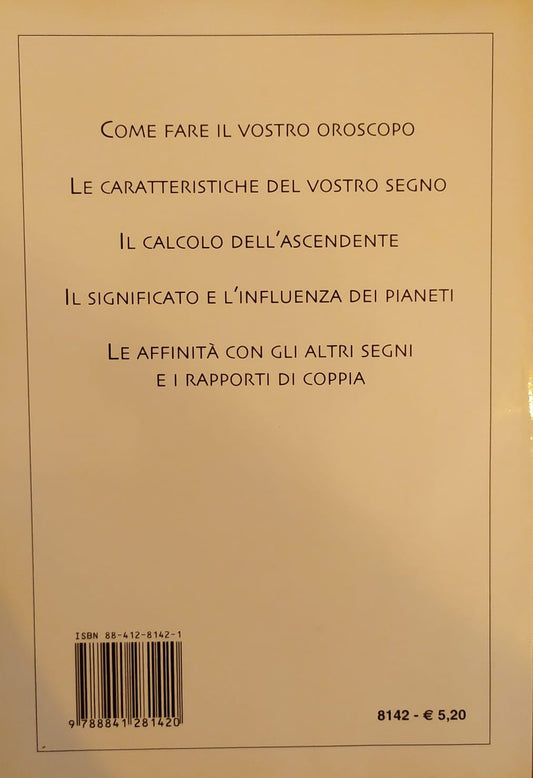 COME FARE IL VOSTRO OROSCOPO
LE CARATTERISTICHE DEL VOSTRO SEGNO
IL CALCOLO DELL'ASCENDENTE
IL SIGNIFICATO E L'INFLUENZA DEI PIANETI
LE AFFINITÀ CON GLI ALTRI SEGNI
E I RAPPORTI DI COPPIA
ISBN 88-412-8142-1
9 788841 281420
8142 - € 5,20